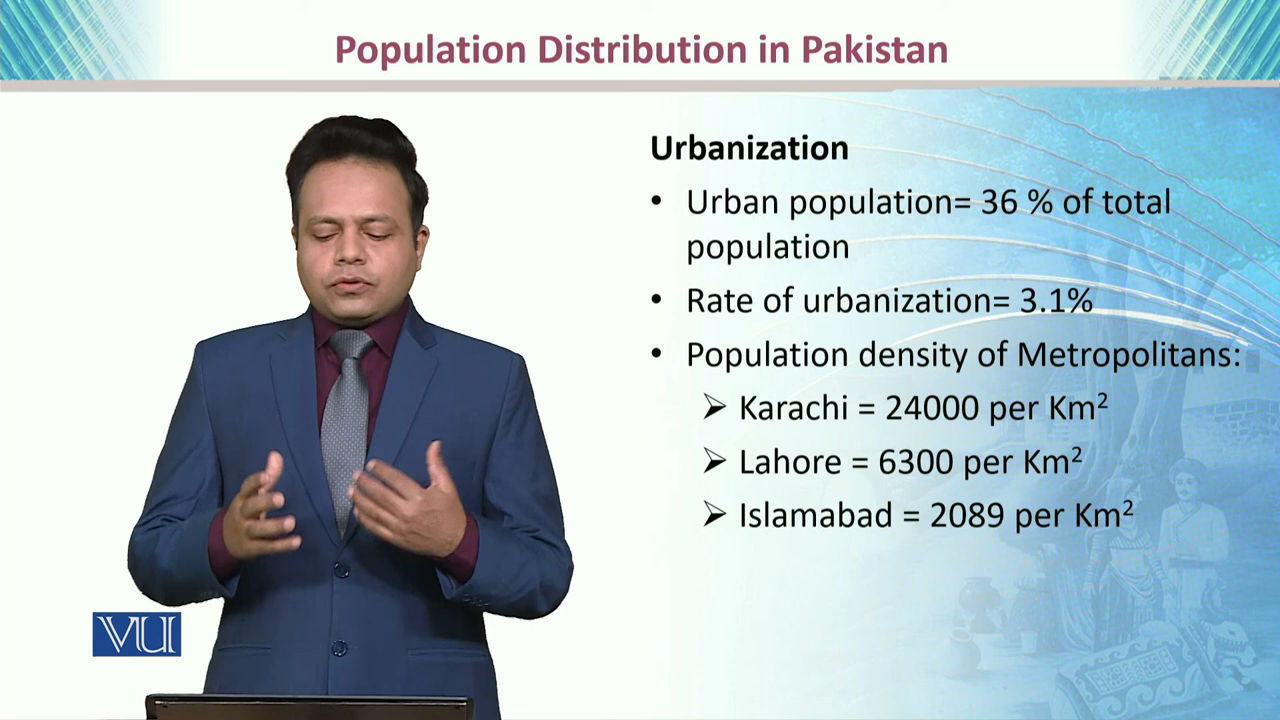 Population Distribution in Pakistan
Urbanization
• Urban population= 36 % of total
population
• Rate of urbanization= 3.1%
• Population density of Metropolitans:
➢ Karachi = 24000 per Km²
➢ Lahore = 6300 per Km²
➢ Islamabad = 2089 per Km²
VU